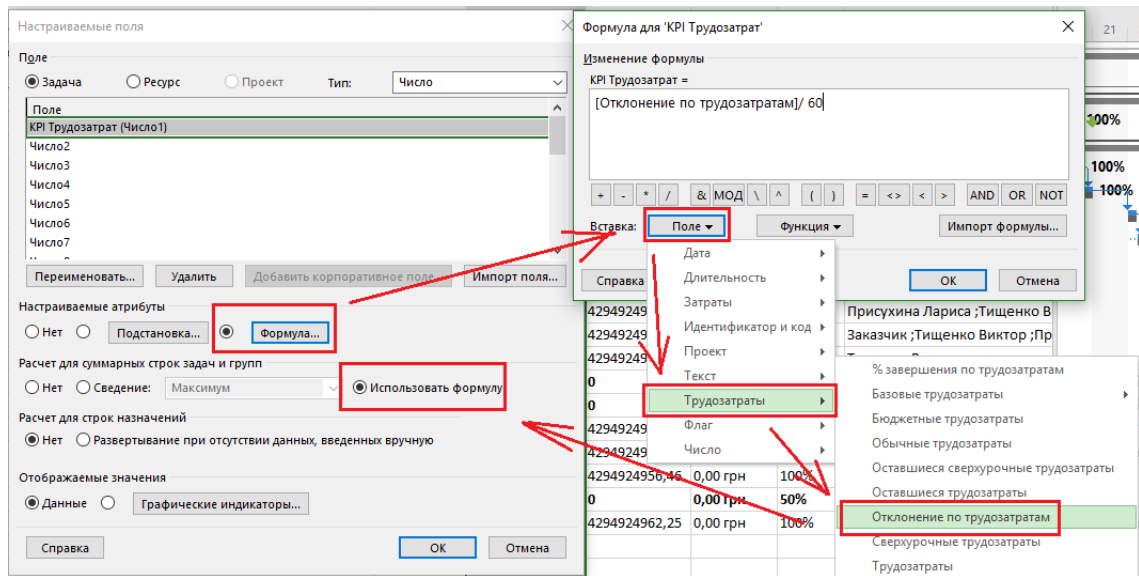 Настраиваемые поля
Поле
Задача Ресурс Проект Тип: Число
Поле
KPI Трудозатрат (Число1)
Число2
Число3
Число4
Число5
Число6
Число7
Переименовать... Удалить Добавить корпоративное поле... Импорт поля...
Настраиваемые атрибуты
Нет Подстановка... Формула...
Расчет для суммарных строк задач и групп
Нет Сведение: Максимум Использовать формулу
Расчет для строк назначений
Нет Развертывание при отсутствии данных, введенных вручную
Отображаемые значения
Данные Графические индикаторы...
Справка ОК Отмена
Формула для 'KPI Трудозатрат'
Изменение формулы
KPI Трудозатрат =
[Отклонение по трудозатратам]/ 60
+ - * / & МОД \ ^ ( ) = <> < > AND OR NOT
Вставка: Поле Функция Импорт формулы...
Справка ОК Отмена
Дата
Длительность
Затраты
Идентификатор и код
Проект
Текст
Трудозатраты
Флаг
Число
% завершения по трудозатратам
Базовые трудозатраты
Бюджетные трудозатраты
Обычные трудозатраты
Оставшиеся сверхурочные трудозатраты
Оставшиеся трудозатраты
Отклонение по трудозатратам
Сверхурочные трудозатраты
Трудозатраты
21
100%
100%
100%
42949249 Присухина Лариса ;Тищенко В
42949249 Заказчик ;Тищенко Виктор ;Пр
42949249
0
0
42949249
42949249
4294924956,46 0,00 грн 100%
0 0,00 грн 50%
4294924962,25 0,00 грн 100%